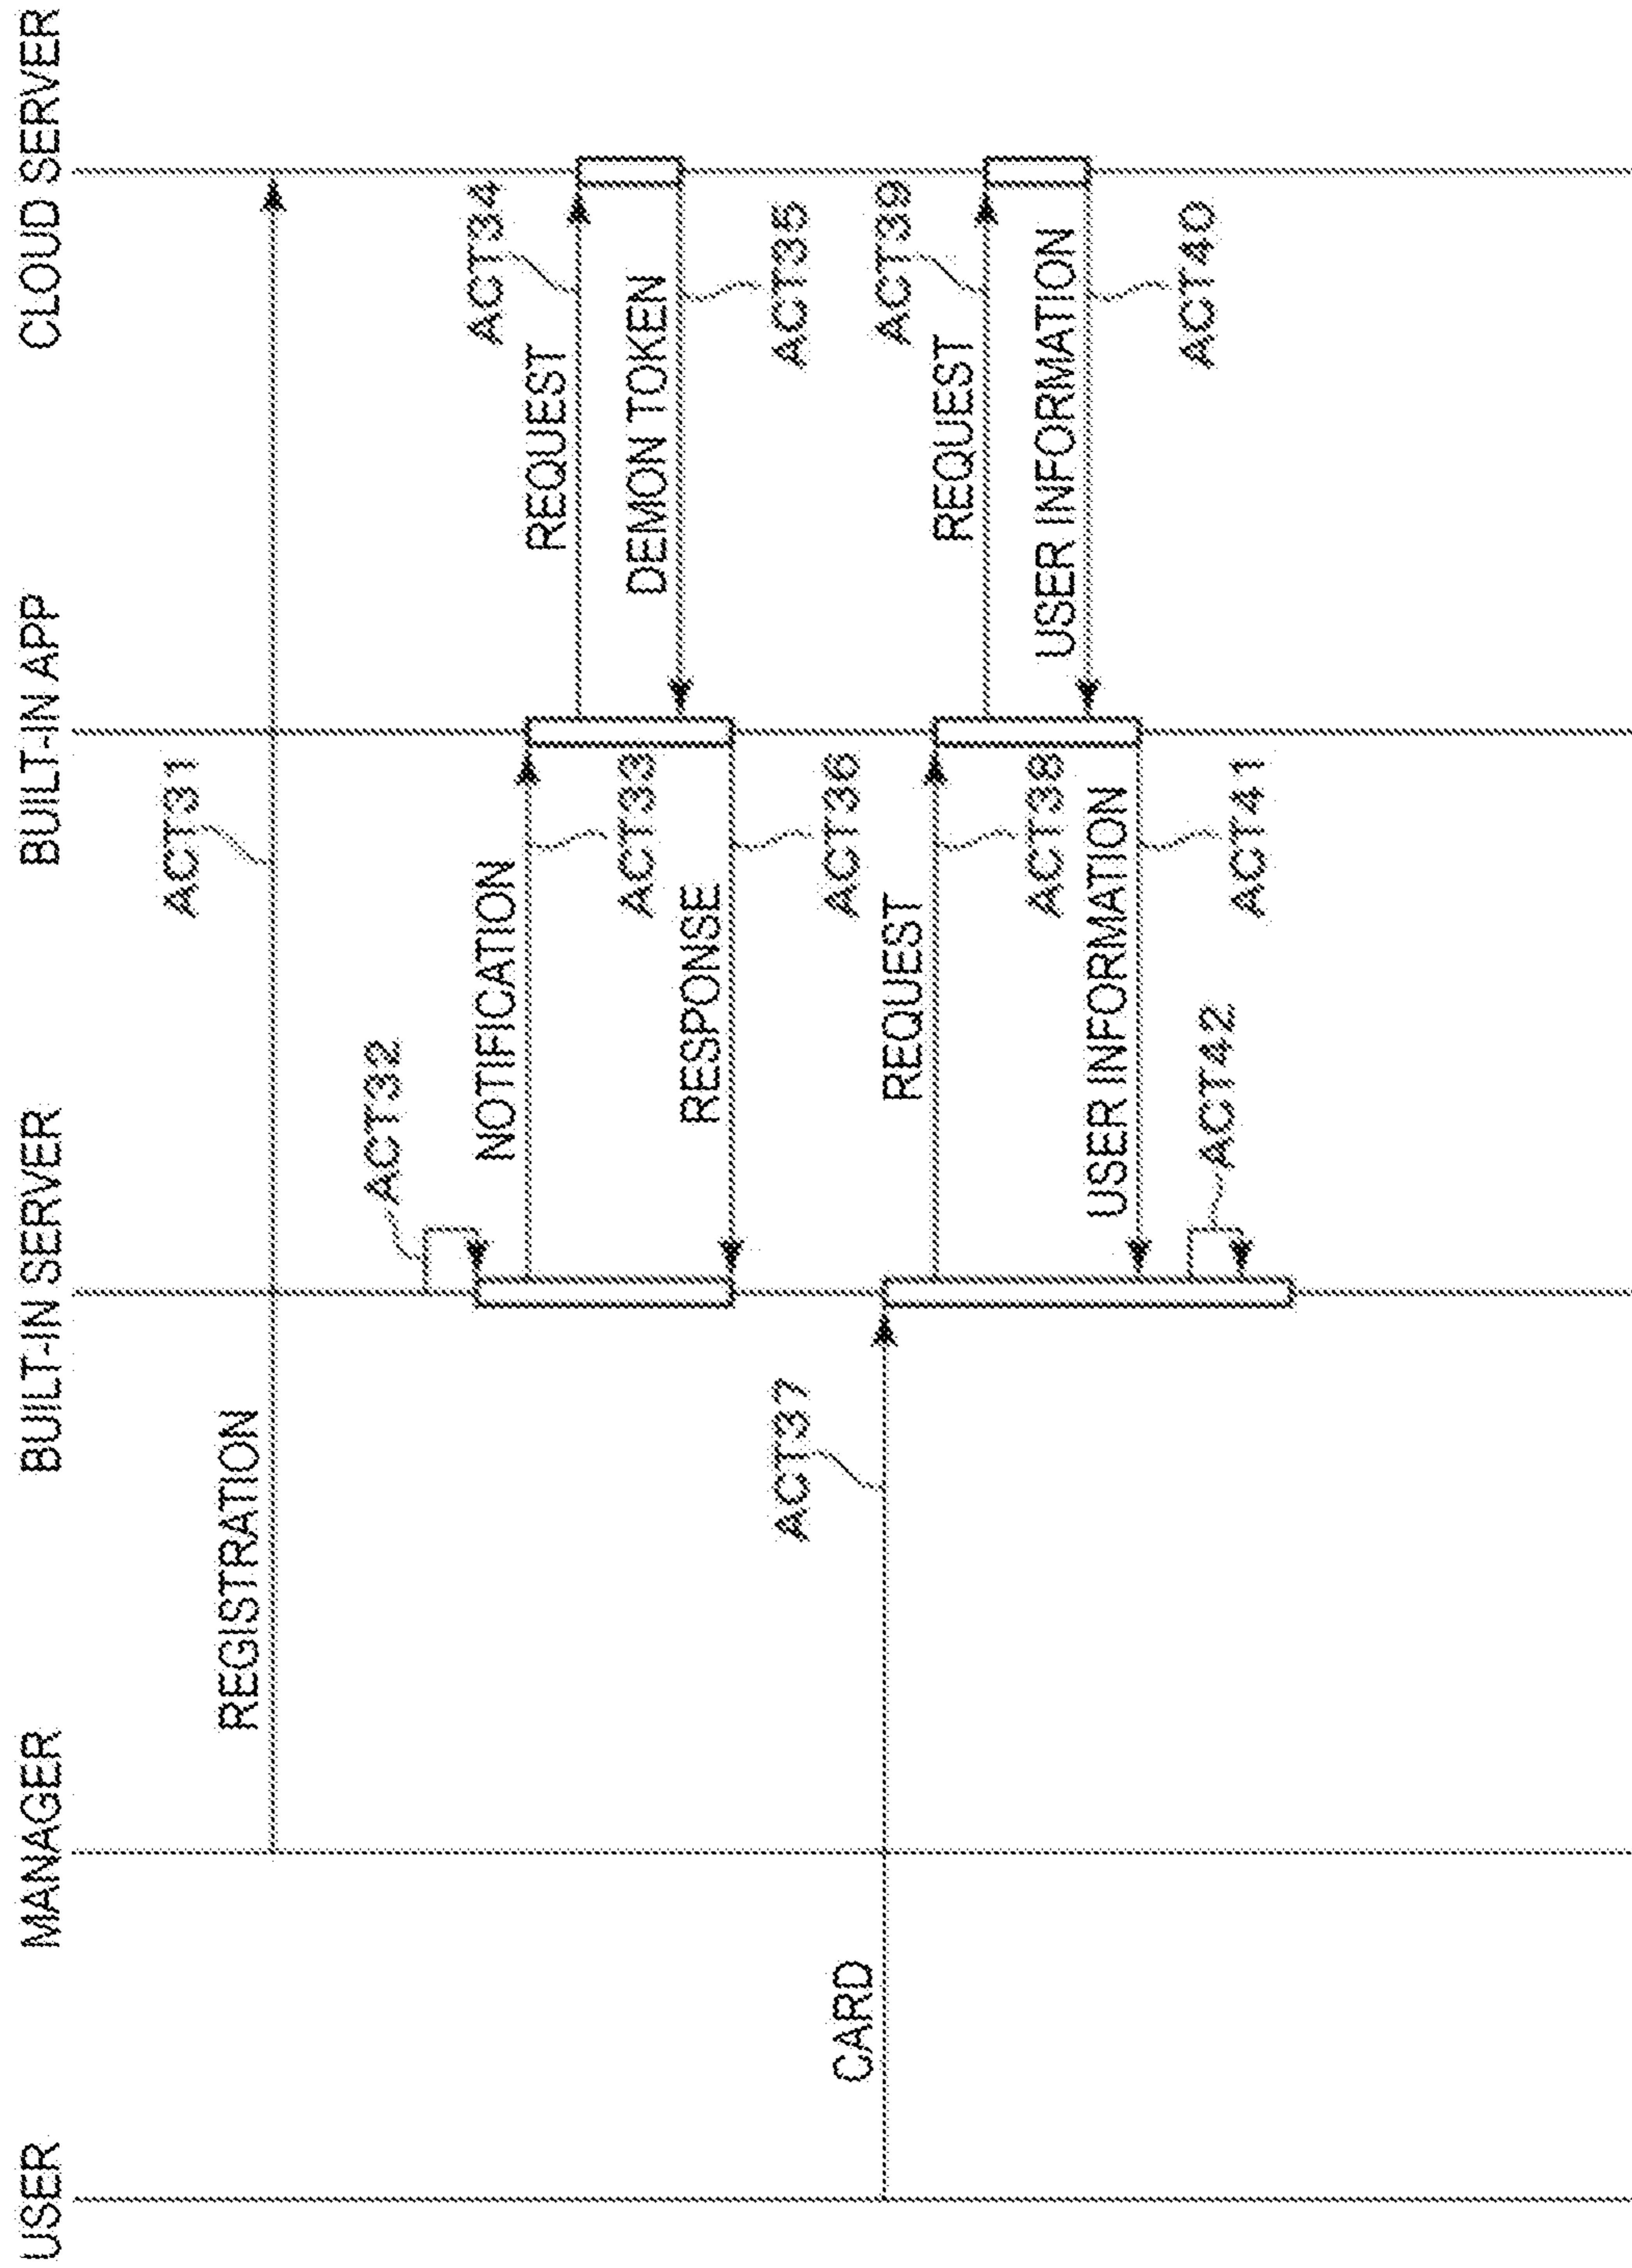 USER
MANAGER
BUILT-IN SERVER
BUILT-IN APP
CLOUD SERVER
ACT31
REGISTRATION
ACT32
ACT34
NOTIFICATION
REQUEST
ACT33
DEMON TOKEN
RESPONSE
ACT35
ACT37
ACT36
CARD
REQUEST
ACT39
REQUEST
ACT38
USER INFORMATION
USER INFORMATION
ACT40
ACT42
ACT41